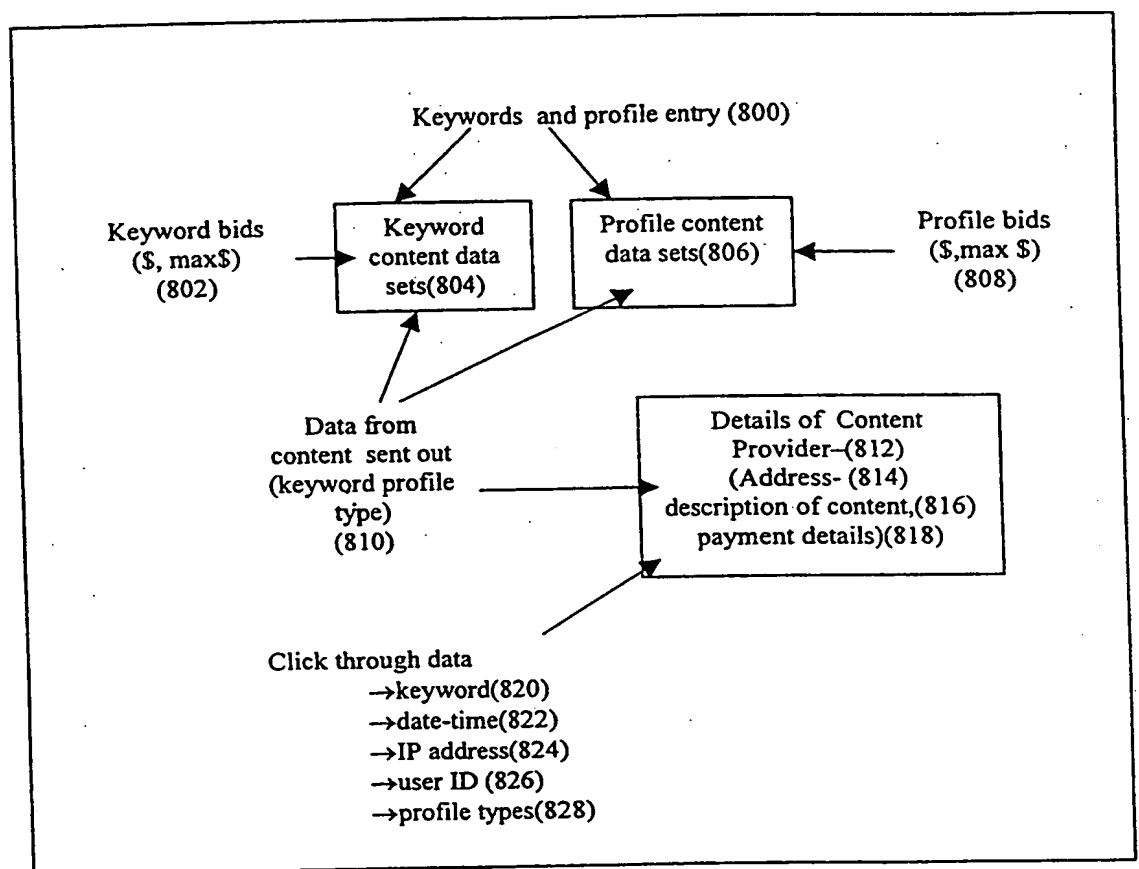 Keywords and profile entry (800)
Keyword bids
($, max$)
(802)
Keyword
content data
sets(804)
Profile content
data sets(806)
Profile bids
($,max $)
(808)
Data from
content sent out
(keyword profile
type)
(810)
Details of Content
Provider–(812)
(Address- (814)
description of content,(816)
payment details)(818)
Click through data
→keyword(820)
→date-time(822)
→IP address(824)
→user ID (826)
→profile types(828)